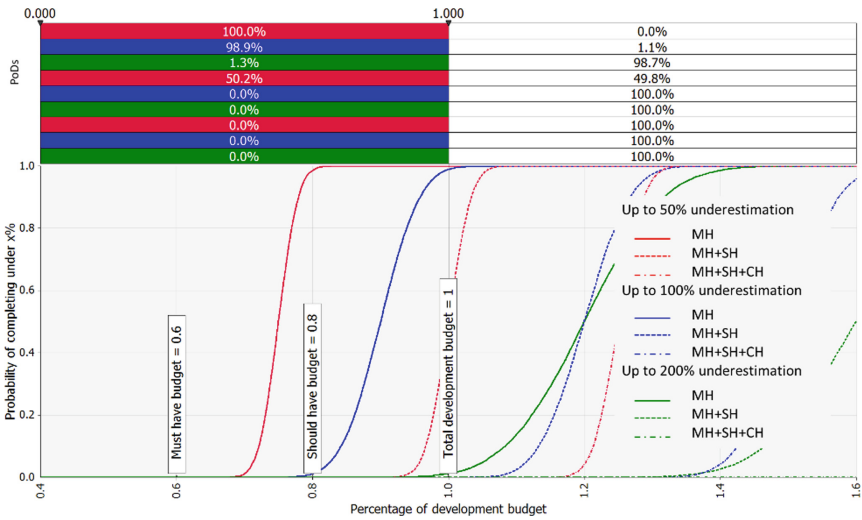 0.000 1.000
PoDs
100.0% 0.0%
98.9% 1.1%
1.3% 98.7%
50.2% 49.8%
0.0% 100.0%
0.0% 100.0%
0.0% 100.0%
0.0% 100.0%
0.0% 100.0%
Probability of completing under x%
1.0
0.8
0.6
0.4
0.2
0.0
Must have budget = 0.6
Should have budget = 0.8
Total development budget = 1
Up to 50% underestimation
MH
MH+SH
MH+SH+CH
Up to 100% underestimation
MH
MH+SH
MH+SH+CH
Up to 200% underestimation
MH
MH+SH
MH+SH+CH
0.4 0.6 0.8 1.0 1.2 1.4 1.6
Percentage of development budget